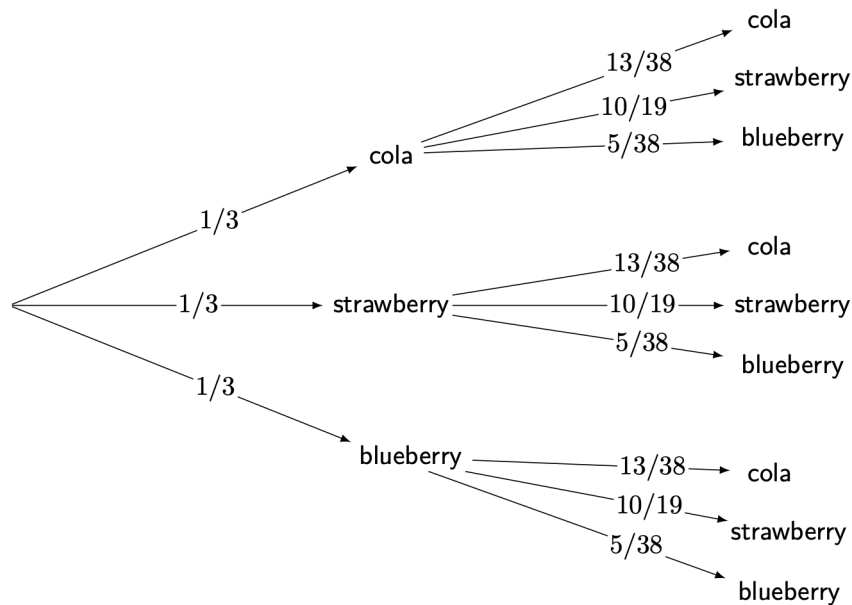 cola
13/38
strawberry
10/19
5/38
blueberry
cola
1/3
13/38
cola
1/3
strawberry
10/19
strawberry
5/38
blueberry
1/3
blueberry
13/38
cola
10/19
strawberry
5/38
blueberry